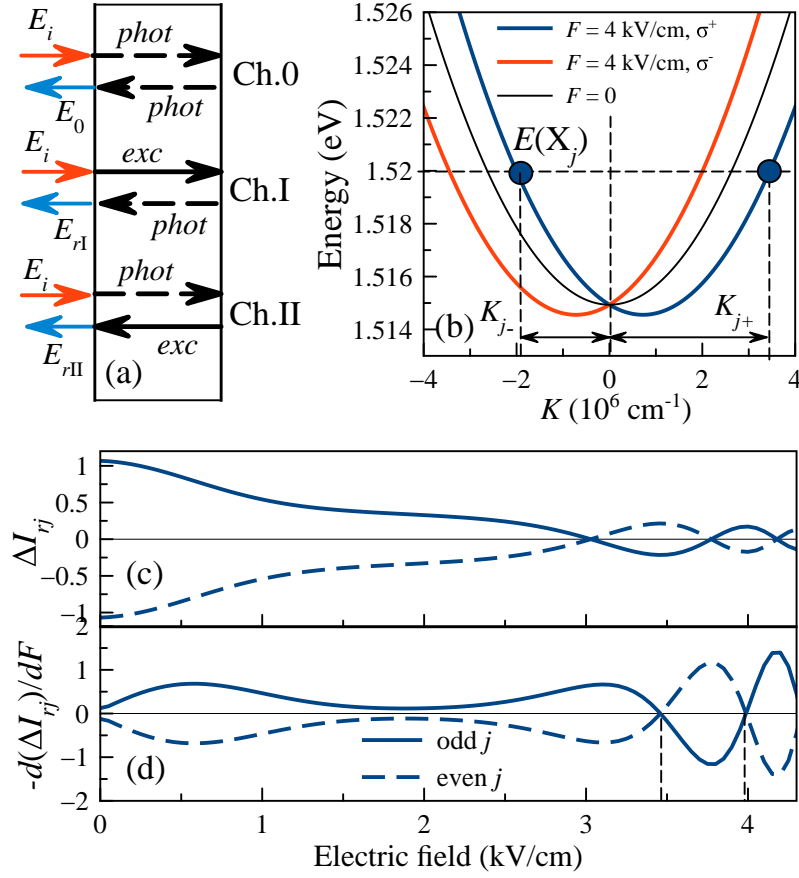 E_i phot
Ch.0
E_0 phot
E_i exc
Ch.I
E_rI phot
E_i phot
Ch.II
E_rII exc
(a)
1.526
1.524
1.522
1.52
1.518
1.516
1.514
Energy (eV)
F = 4 kV/cm, σ⁺
F = 4 kV/cm, σ⁻
F = 0
E(X_j)
K_j- K_j+
(b)
−4 −2 0 2 4
K (10⁶ cm⁻¹)
1
0.5
0
−0.5
−1
ΔI_rj
(c)
2
1
0
−1
−2
-d(ΔI_rj)/dF
(d)
odd j
even j
0 1 2 3 4
Electric field (kV/cm)